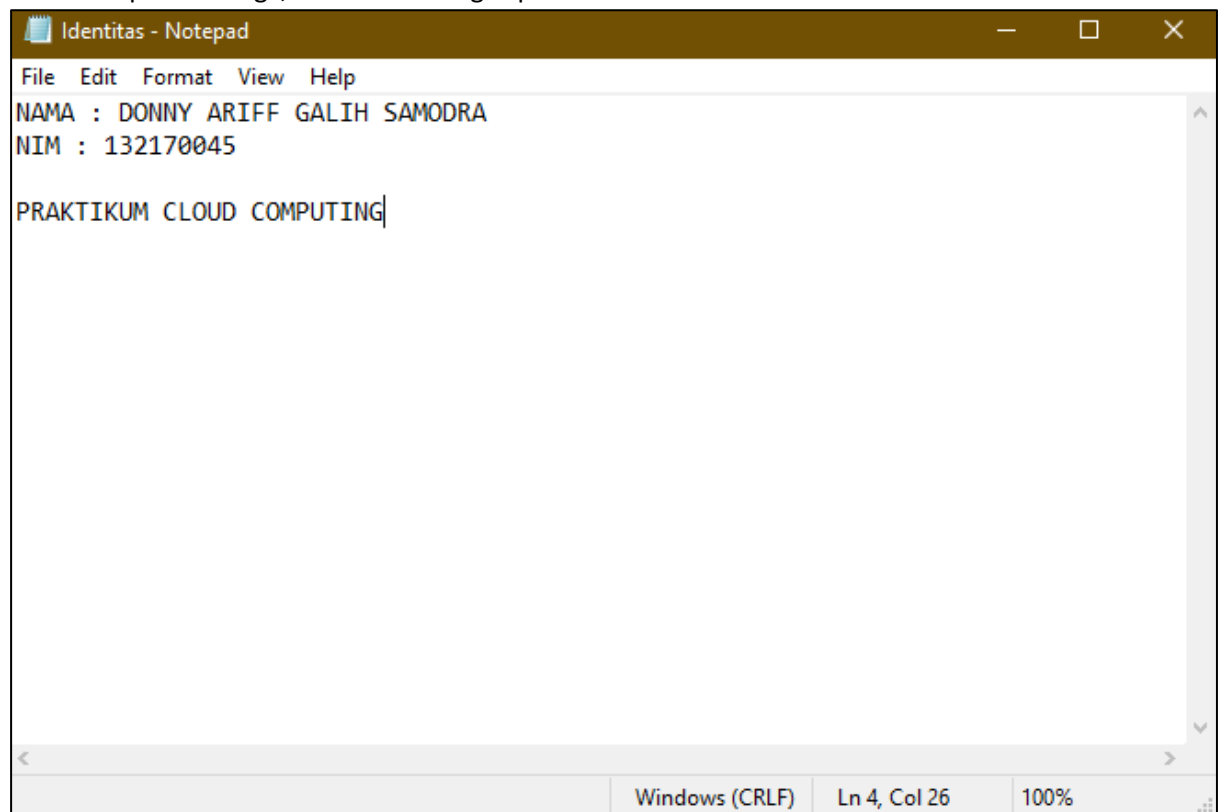 Identitas - Notepad
File Edit Format View Help
NAMA : DONNY ARIFF GALIH SAMODRA
NIM : 132170045
PRAKTIKUM CLOUD COMPUTING
Windows (CRLF) Ln 4, Col 26 100%